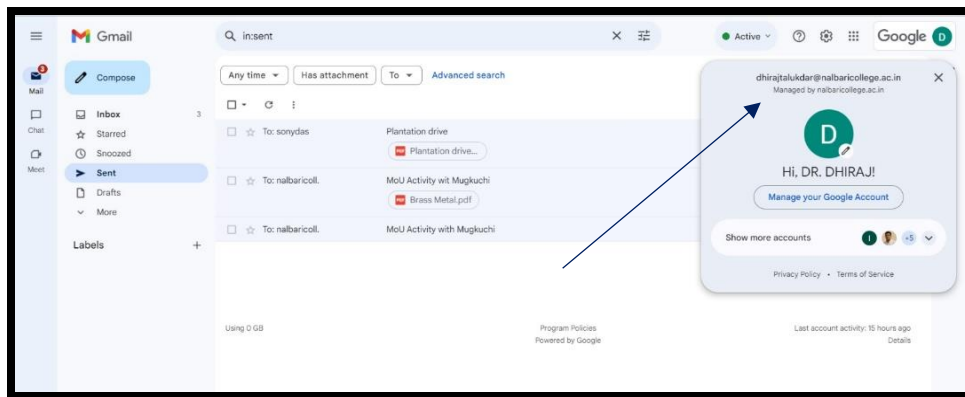 Gmail
in:sent
Active
Google D
3
Mail
Compose
Chat
Meet
Inbox 3
Starred
Snoozed
Sent
Drafts
More
Labels
Any time Has attachment To Advanced search
To: sonydas Plantation drive
PDF Plantation drive...
To: nalbaricoll. MoU Activity wit Mugkuchi
PDF Brass Metal.pdf
To: nalbaricoll. MoU Activity with Mugkuchi
Using 0 GB
Program Policies
Powered by Google
Last account activity: 15 hours ago
Details
dhirajtalukdar@nalbaricollege.ac.in
Managed by nalbaricollege.ac.in
D
Hi, DR. DHIRAJ!
Manage your Google Account
Show more accounts I +5
Privacy Policy • Terms of Service